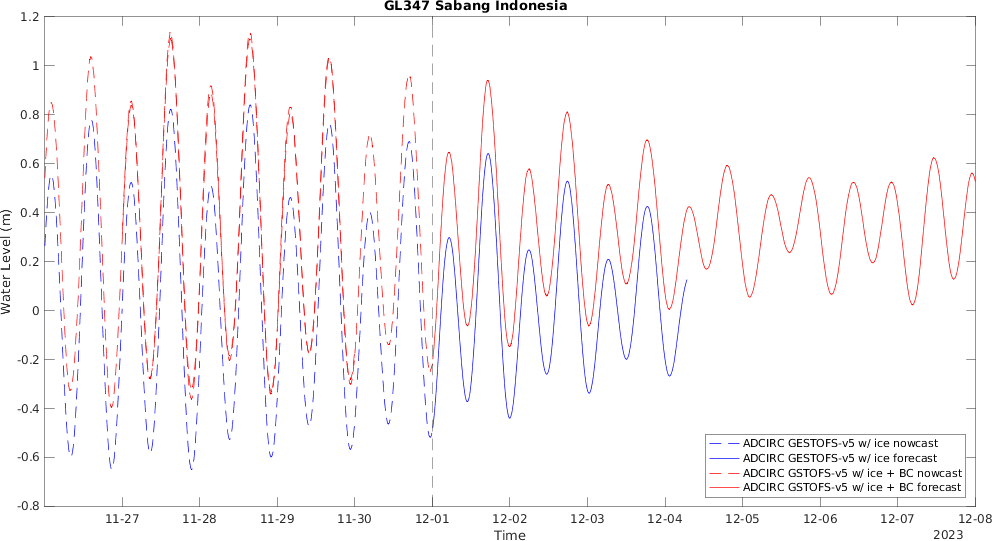 GL347 Sabang Indonesia
1.2
1
0.8
0.6
0.4
0.2
0
-0.2
-0.4
-0.6
-0.8
Water Level (m)
ADCIRC GESTOFS-v5 w/ ice nowcast
ADCIRC GESTOFS-v5 w/ ice forecast
ADCIRC GSTOFS-v5 w/ ice + BC nowcast
ADCIRC GSTOFS-v5 w/ ice + BC forecast
11-27 11-28 11-29 11-30 12-01 12-02 12-03 12-04 12-05 12-06 12-07 12-08
Time
2023